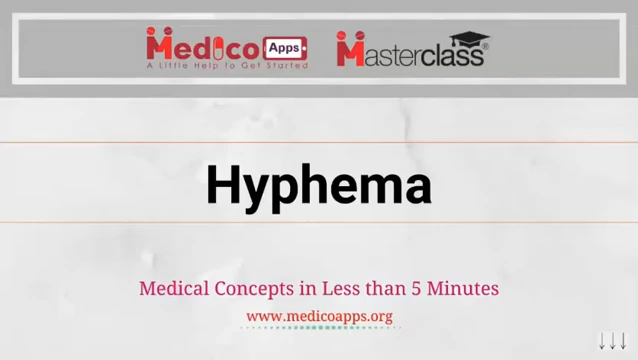 Medico Apps
A Little Help to Get Started
Masterclass®
Hyphema
Medical Concepts in Less than 5 Minutes
www.medicoapps.org